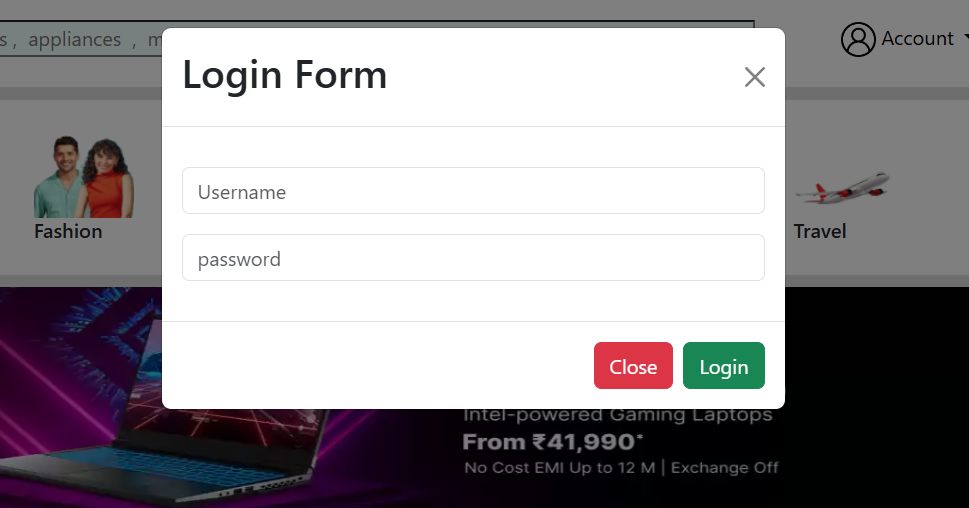 s , appliances , m
Account
Login Form
Username
password
Fashion
Travel
Close
Login
Intel-powered Gaming Laptops
From ₹41,990*
No Cost EMI Up to 12 M | Exchange Off